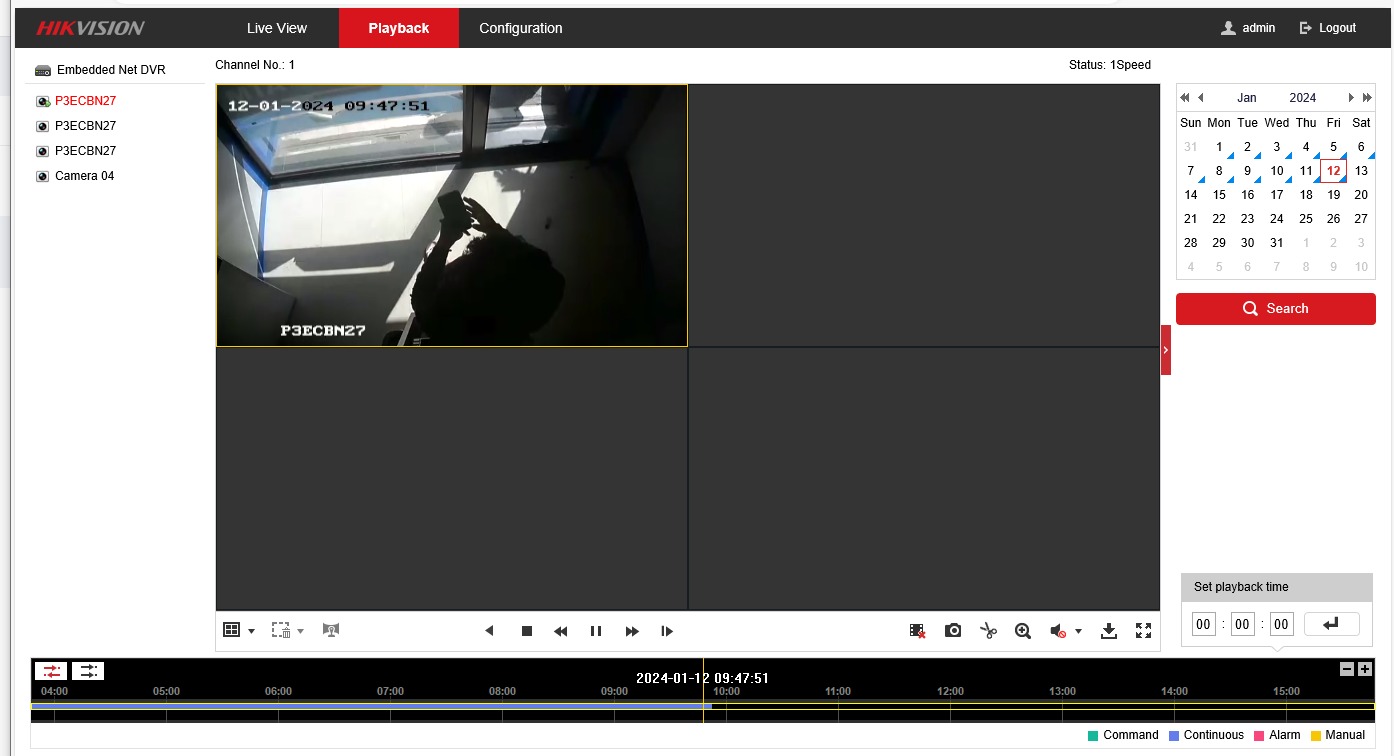 HIKVISION Live View Playback Configuration admin Logout
Embedded Net DVR
P3ECBN27
P3ECBN27
P3ECBN27
Camera 04
Channel No.: 1 Status: 1Speed
12-01-2024 09:47:51
P3ECBN27
Jan 2024
Sun Mon Tue Wed Thu Fri Sat
31 1 2 3 4 5 6
7 8 9 10 11 12 13
14 15 16 17 18 19 20
21 22 23 24 25 26 27
28 29 30 31 1 2 3
4 5 6 7 8 9 10
Search
Set playback time
00 : 00 : 00
2024-01-12 09:47:51
04:00 05:00 06:00 07:00 08:00 09:00 10:00 11:00 12:00 13:00 14:00 15:00
Command Continuous Alarm Manual